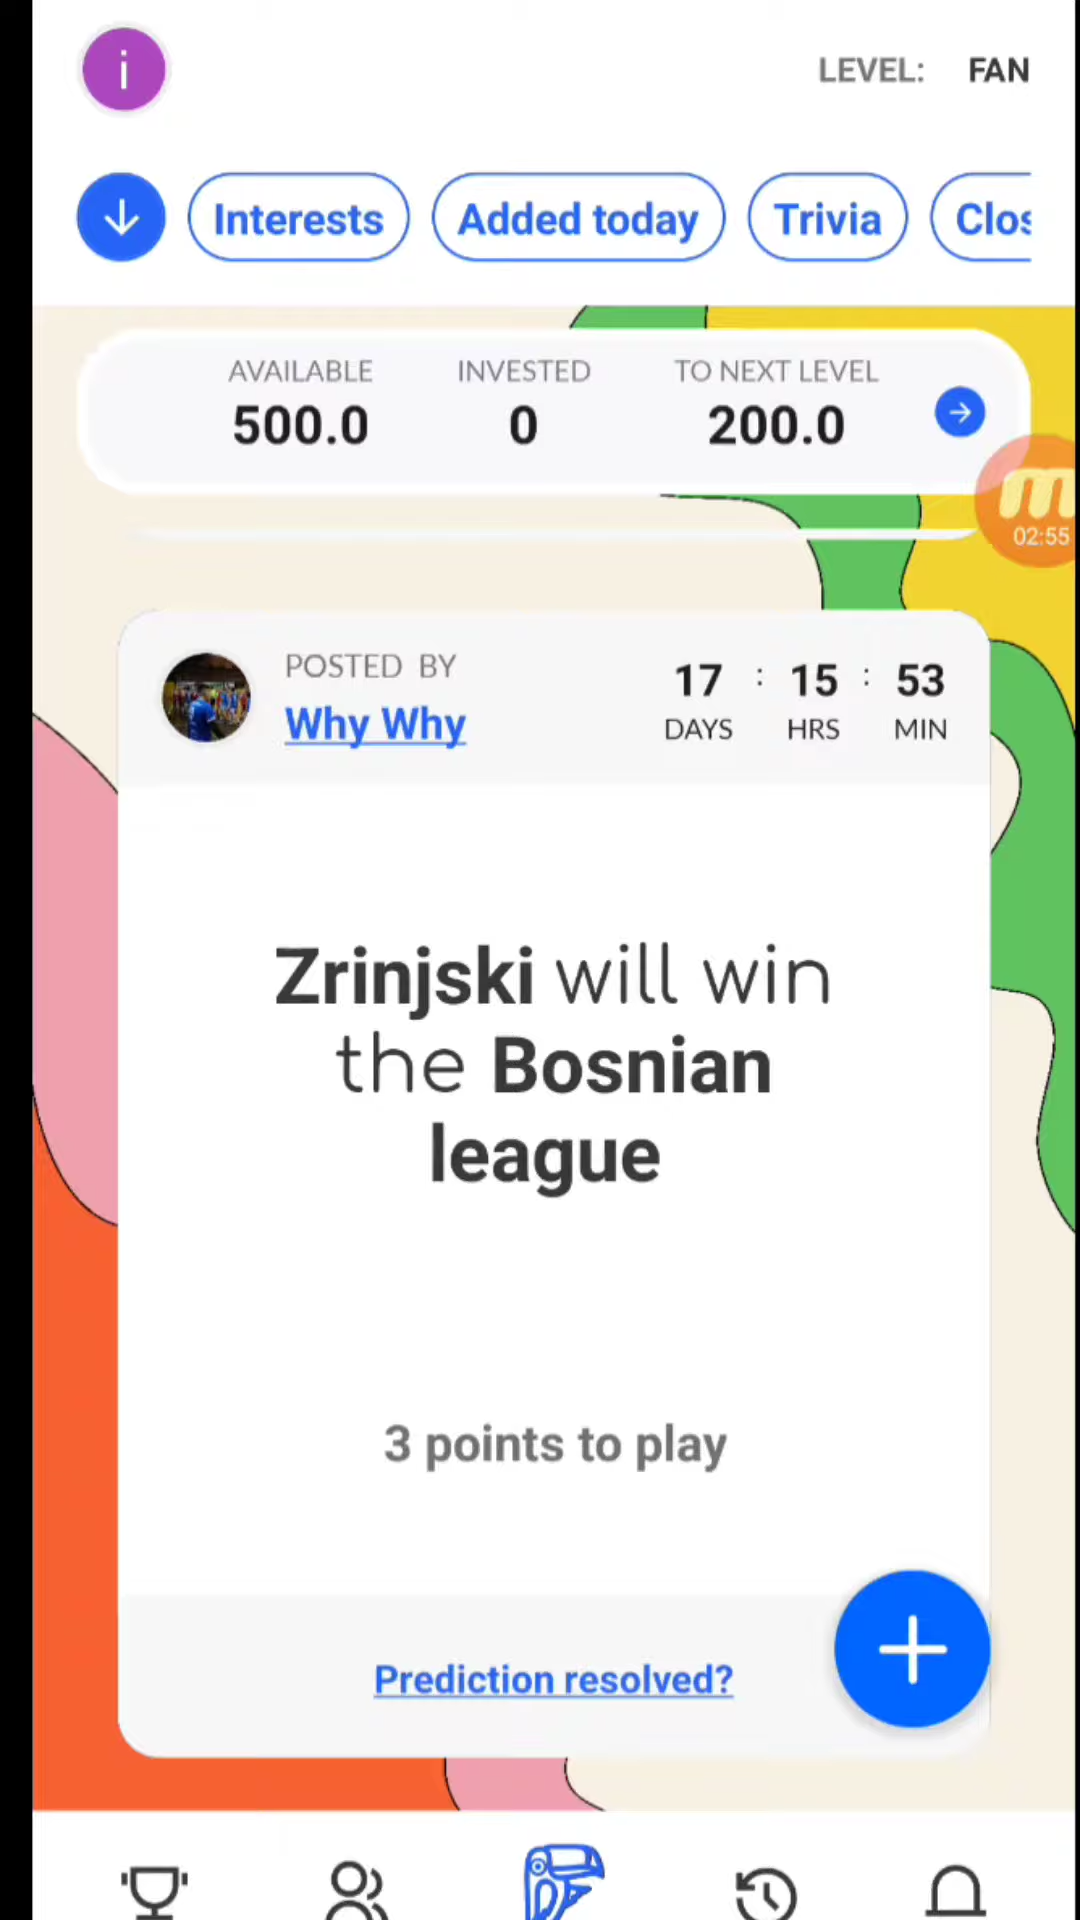 i
LEVEL: FAN
Interests
Added today
Trivia
Clos
AVAILABLE INVESTED TO NEXT LEVEL
500.0 0 200.0
02:55
POSTED BY
Why Why
17 : 15 : 53
DAYS HRS MIN
Zrinjski will win
the Bosnian
league
3 points to play
Prediction resolved?